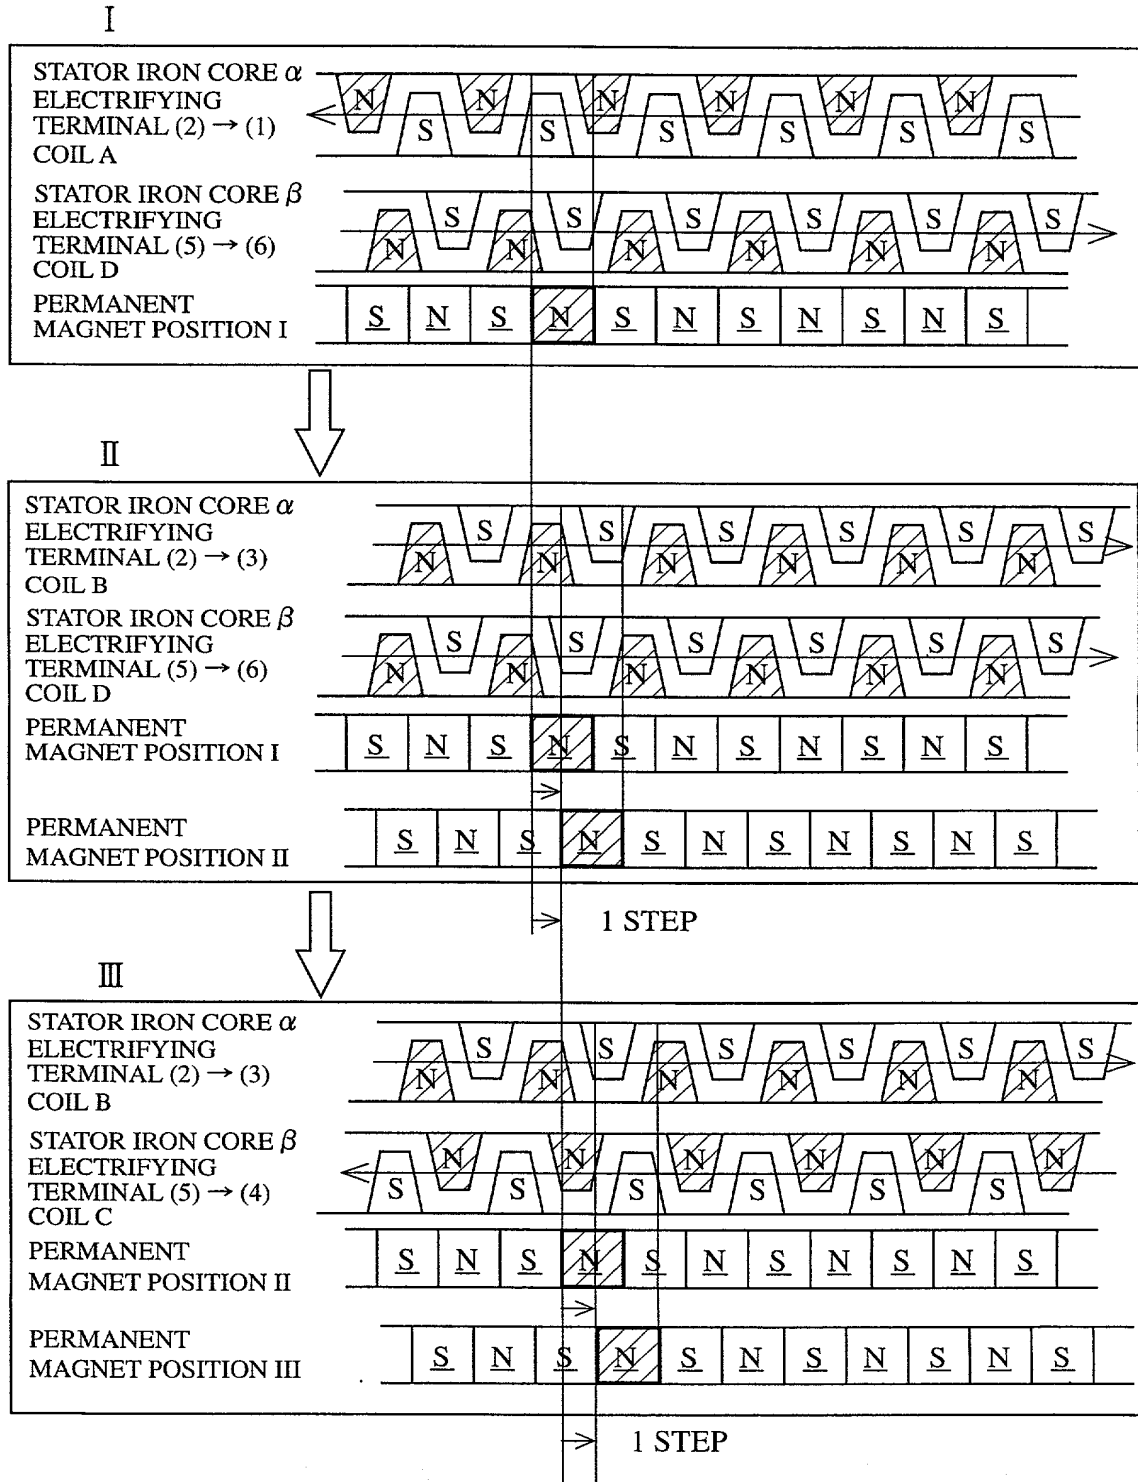 I
STATOR IRON CORE α
ELECTRIFYING
TERMINAL (2) → (1)
COIL A
N N N N N N
S S S S S S
STATOR IRON CORE β
ELECTRIFYING
TERMINAL (5) → (6)
COIL D
S S S S S S
N N N N N N
PERMANENT
MAGNET POSITION I
S N S N S N S N S N S
II
STATOR IRON CORE α
ELECTRIFYING
TERMINAL (2) → (3)
COIL B
S S S S S S
N N N N N N
STATOR IRON CORE β
ELECTRIFYING
TERMINAL (5) → (6)
COIL D
S S S S S S
N N N N N N
PERMANENT
MAGNET POSITION I
S N S N S N S N S N S
PERMANENT
MAGNET POSITION II
S N S N S N S N S N S
1 STEP
III
STATOR IRON CORE α
ELECTRIFYING
TERMINAL (2) → (3)
COIL B
S S S S S S
N N N N N N
STATOR IRON CORE β
ELECTRIFYING
TERMINAL (5) → (4)
COIL C
N N N N N N
S S S S S S
PERMANENT
MAGNET POSITION II
S N S N S N S N S N S
PERMANENT
MAGNET POSITION III
S N S N S N S N S N S
1 STEP